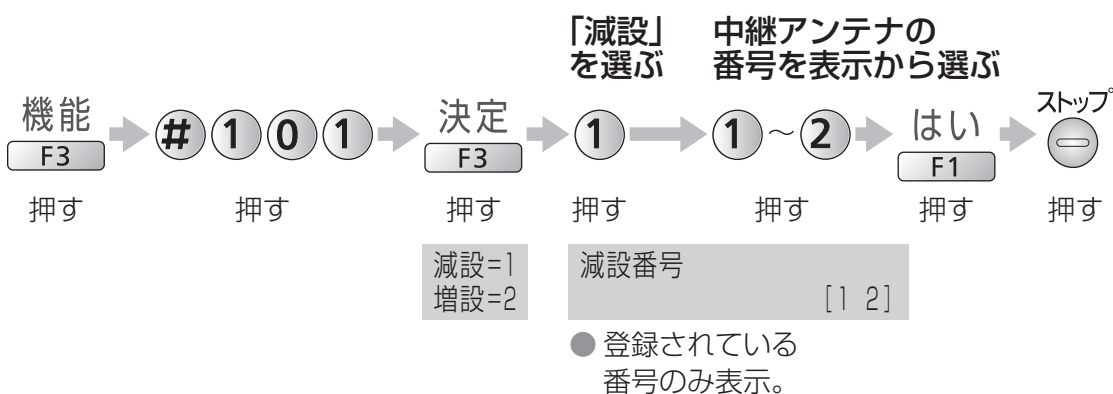 「減設」
を選ぶ
中継アンテナの
番号を表示から選ぶ
機能
F3
押す
#101
押す
決定
F3
押す
1
押す
1～2
押す
はい
F1
押す
ストップ
押す
減設=1
増設=2
減設番号
[1 2]
● 登録されている
番号のみ表示。